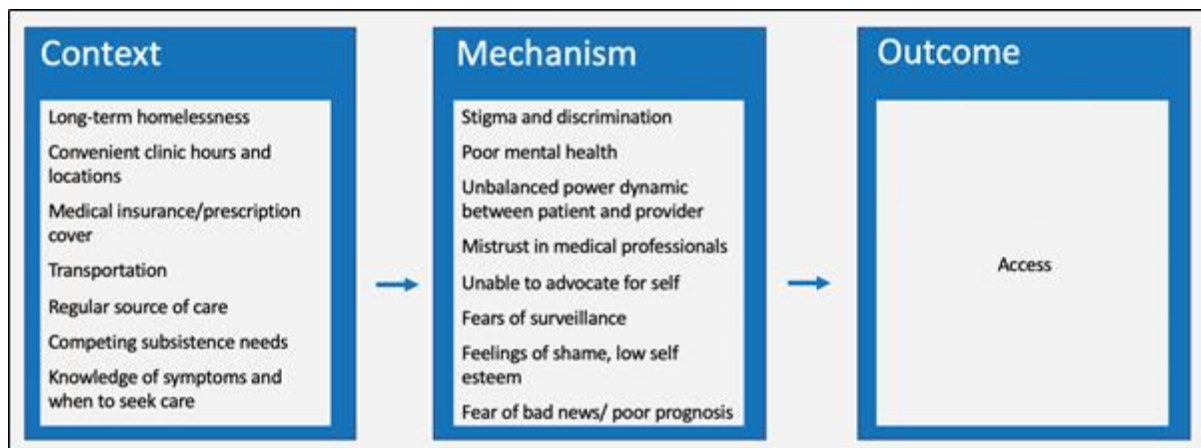 Context
Long-term homelessness
Convenient clinic hours and
locations
Medical insurance/prescription
cover
Transportation
Regular source of care
Competing subsistence needs
Knowledge of symptoms and
when to seek care
Mechanism
Stigma and discrimination
Poor mental health
Unbalanced power dynamic
between patient and provider
Mistrust in medical professionals
Unable to advocate for self
Fears of surveillance
Feelings of shame, low self
esteem
Fear of bad news/ poor prognosis
Outcome
Access